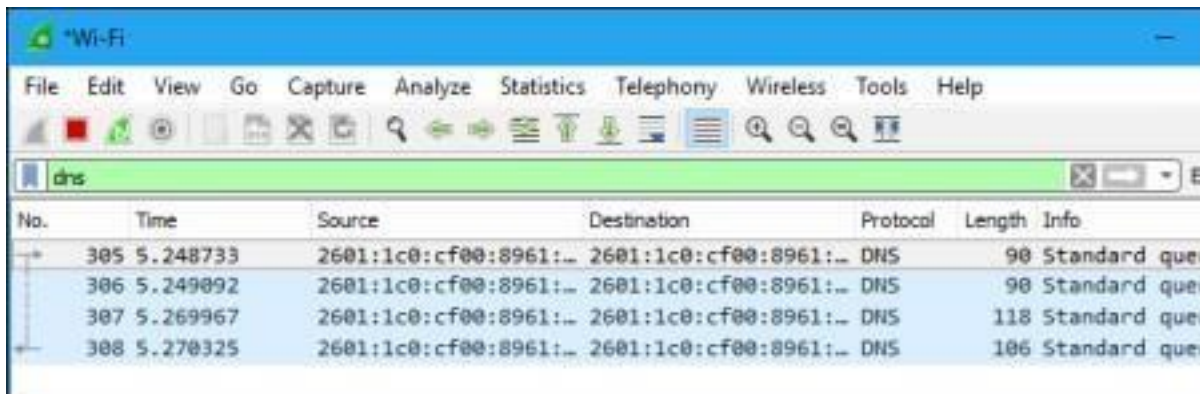 *Wi-Fi
File Edit View Go Capture Analyze Statistics Telephony Wireless Tools Help
dns
No. Time Source Destination Protocol Length Info
305 5.248733 2601:1c0:cf00:8961:… 2601:1c0:cf00:8961:… DNS 90 Standard que
306 5.249092 2601:1c0:cf00:8961:… 2601:1c0:cf00:8961:… DNS 90 Standard que
307 5.269967 2601:1c0:cf00:8961:… 2601:1c0:cf00:8961:… DNS 118 Standard que
308 5.270325 2601:1c0:cf00:8961:… 2601:1c0:cf00:8961:… DNS 106 Standard que